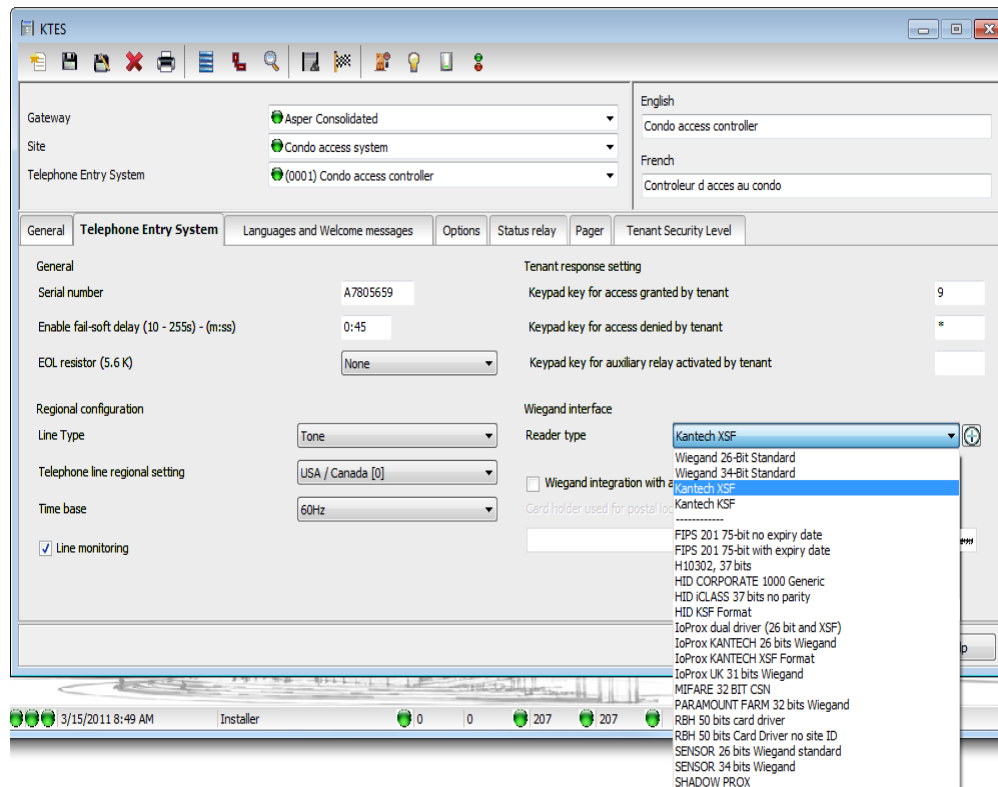 KTES
Gateway
Asper Consolidated
Site
Condo access system
Telephone Entry System
(0001) Condo access controller
English
Condo access controller
French
Controleur d acces au condo
General
Telephone Entry System
Languages and Welcome messages
Options
Status relay
Pager
Tenant Security Level
General
Serial number
A7805659
Enable fail-soft delay (10 - 255s) - (m:ss)
0:45
EOL resistor (5.6 K)
None
Tenant response setting
Keypad key for access granted by tenant
9
Keypad key for access denied by tenant
*
Keypad key for auxiliary relay activated by tenant
Regional configuration
Line Type
Tone
Telephone line regional setting
USA / Canada [0]
Time base
60Hz
Line monitoring
Wiegand interface
Reader type
Kantech XSF
Wiegand integration with a
Card holder used for postal loc
Wiegand 26-Bit Standard
Wiegand 34-Bit Standard
Kantech XSF
Kantech KSF
------------
FIPS 201 75-bit no expiry date
FIPS 201 75-bit with expiry date
H10302, 37 bits
HID CORPORATE 1000 Generic
HID iCLASS 37 bits no parity
HID KSF Format
IoProx dual driver (26 bit and XSF)
IoProx KANTECH 26 bits Wiegand
IoProx KANTECH XSF Format
IoProx UK 31 bits Wiegand
MIFARE 32 BIT CSN
PARAMOUNT FARM 32 bits Wiegand
RBH 50 bits card driver
RBH 50 bits Card Driver no site ID
SENSOR 26 bits Wiegand standard
SENSOR 34 bits Wiegand
SHADOW PROX
3/15/2011 8:49 AM
Installer
0
0
207
207